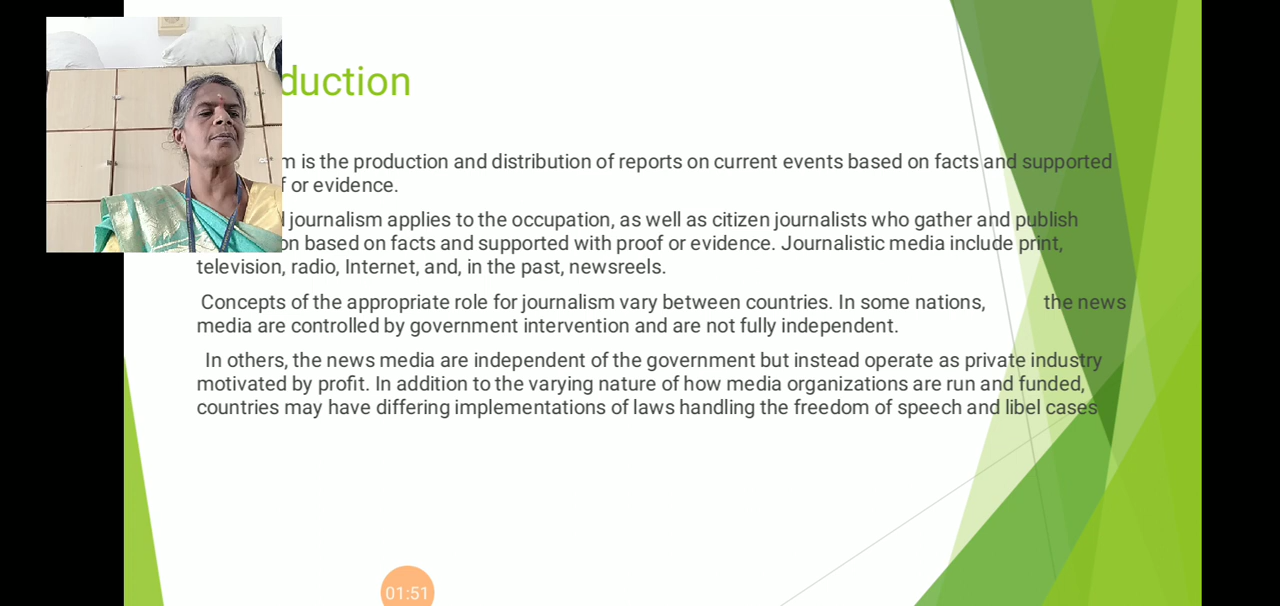 duction
m is the production and distribution of reports on current events based on facts and supported
f or evidence.
journalism applies to the occupation, as well as citizen journalists who gather and publish
on based on facts and supported with proof or evidence. Journalistic media include print,
television, radio, Internet, and, in the past, newsreels.
Concepts of the appropriate role for journalism vary between countries. In some nations, the news
media are controlled by government intervention and are not fully independent.
In others, the news media are independent of the government but instead operate as private industry
motivated by profit. In addition to the varying nature of how media organizations are run and funded,
countries may have differing implementations of laws handling the freedom of speech and libel cases
01:51